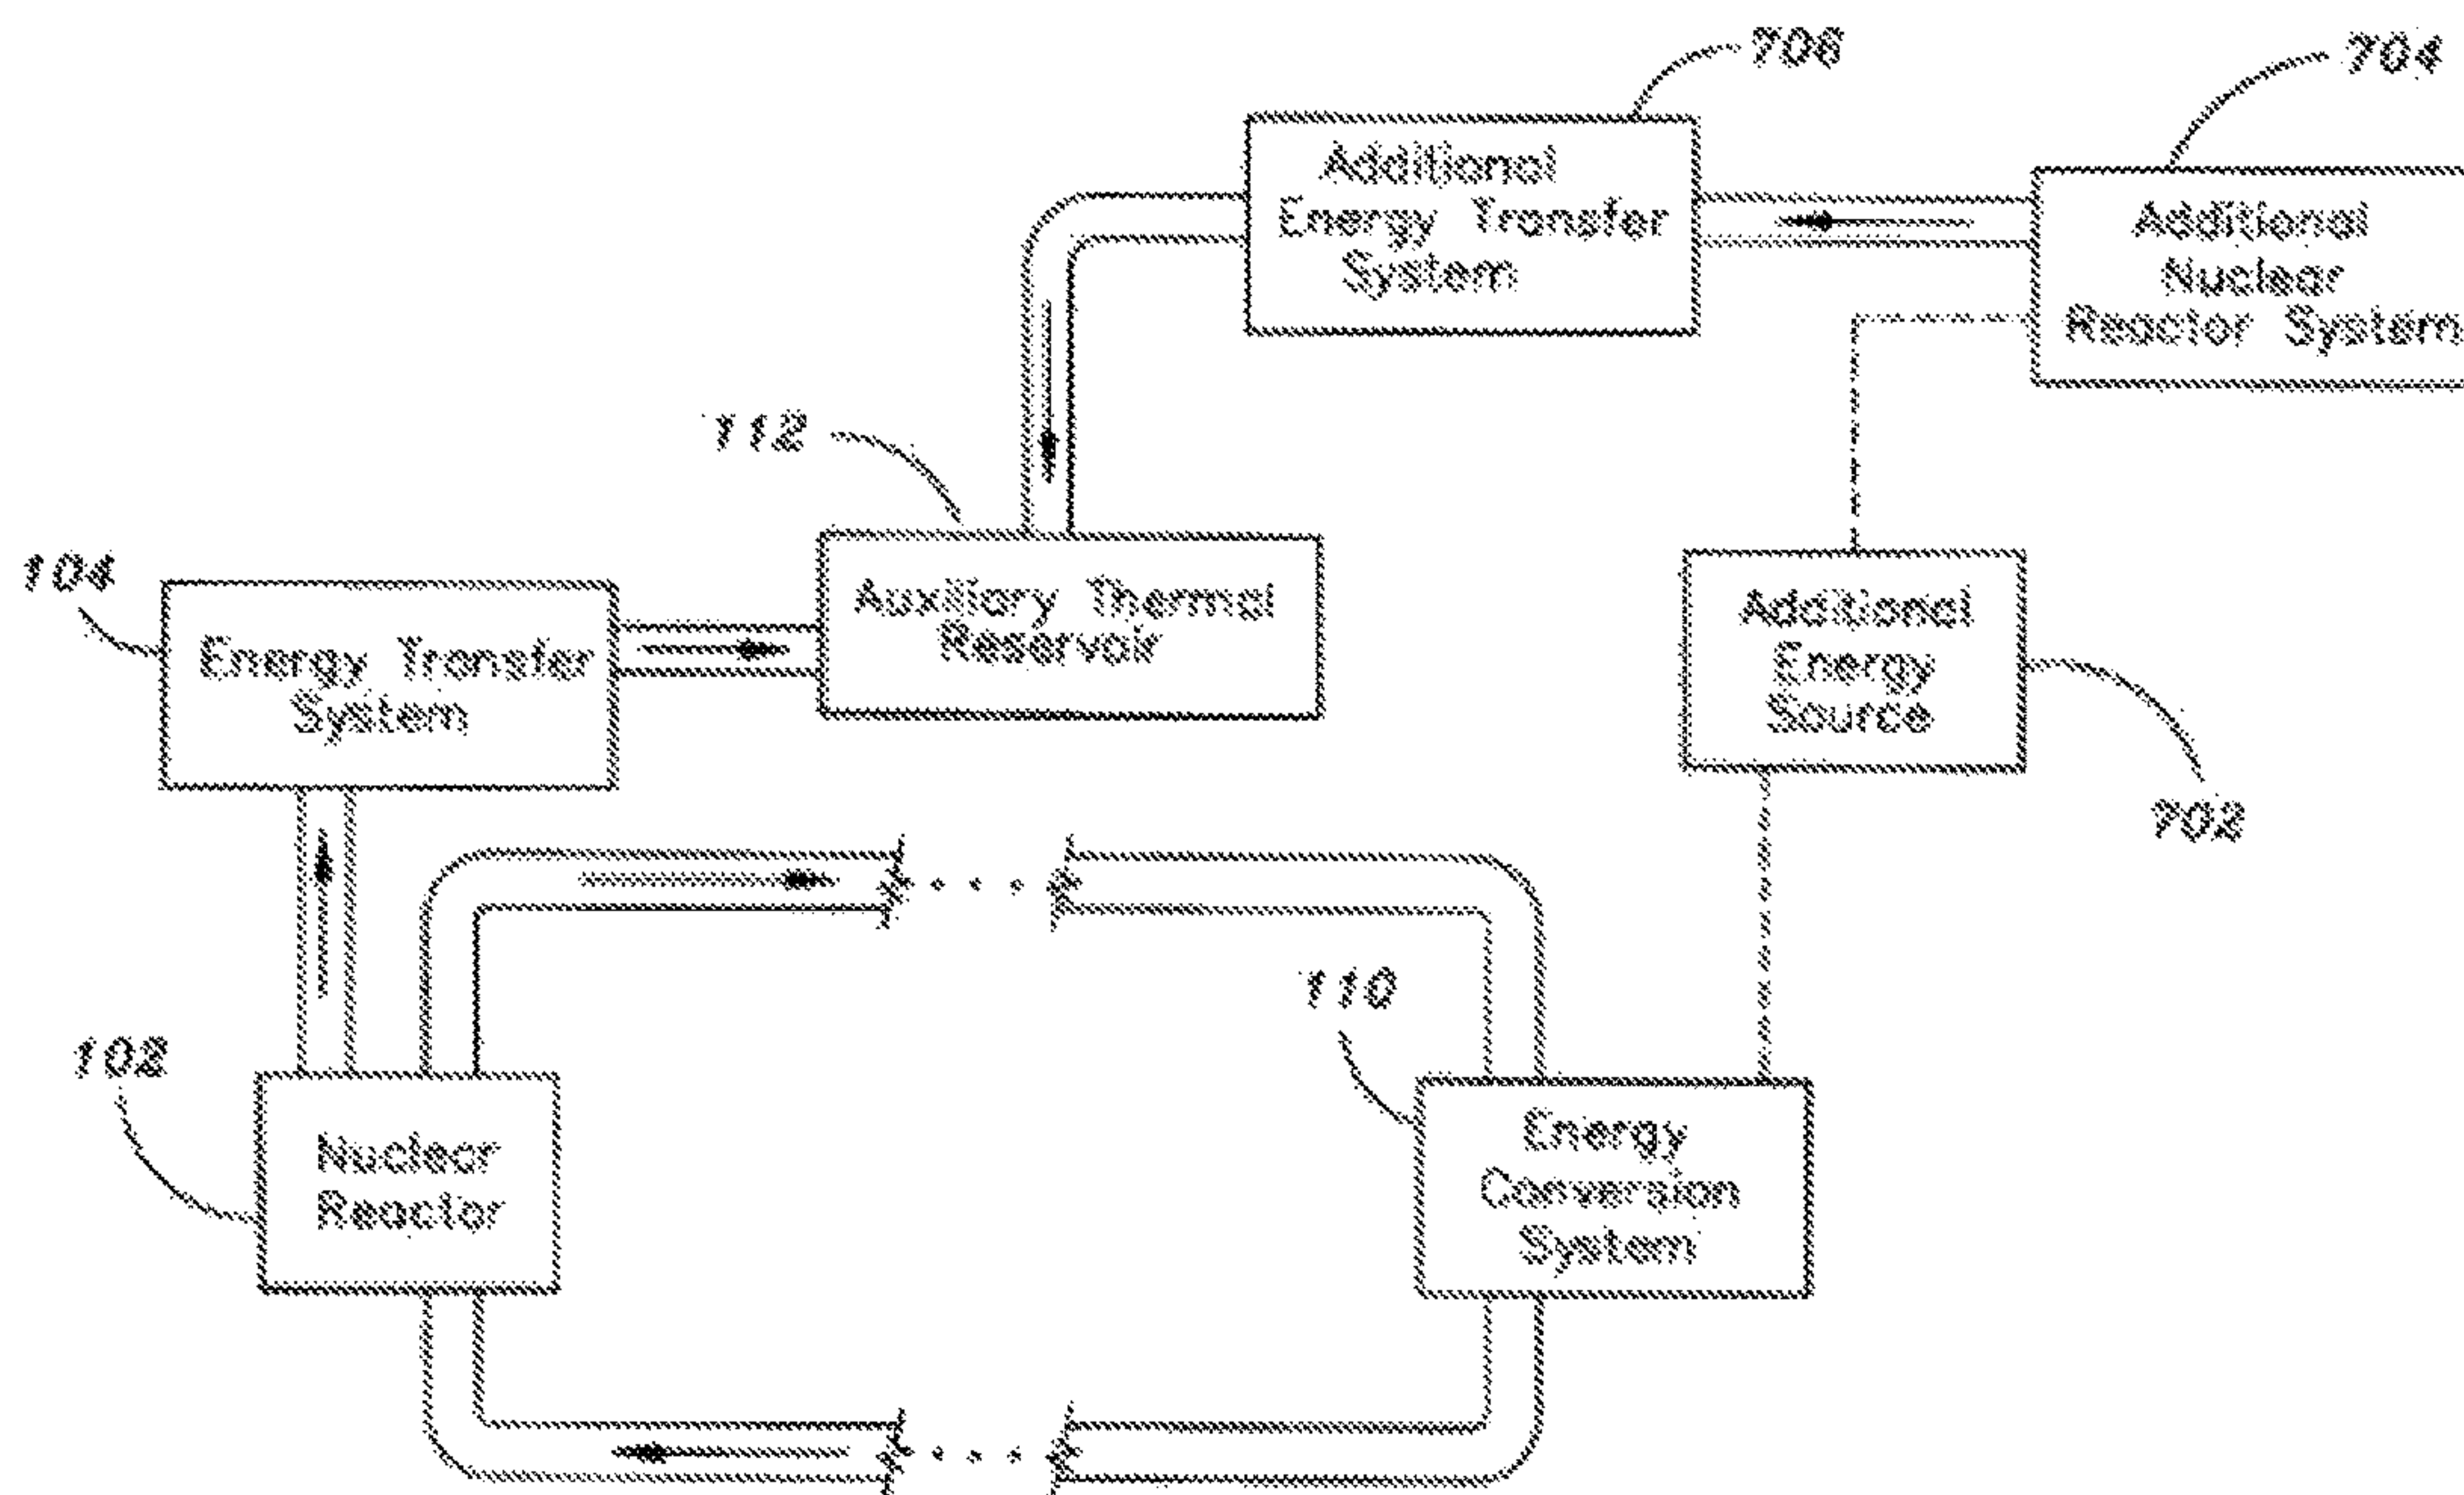 706
704
Additional
Energy Transfer
System
Additional
Nuclear
Reactor System
112
104
Auxiliary Thermal
Reservoir
Additional
Energy
Source
Energy Transfer
System
702
110
102
Nuclear
Reactor
Energy
Conversion
System